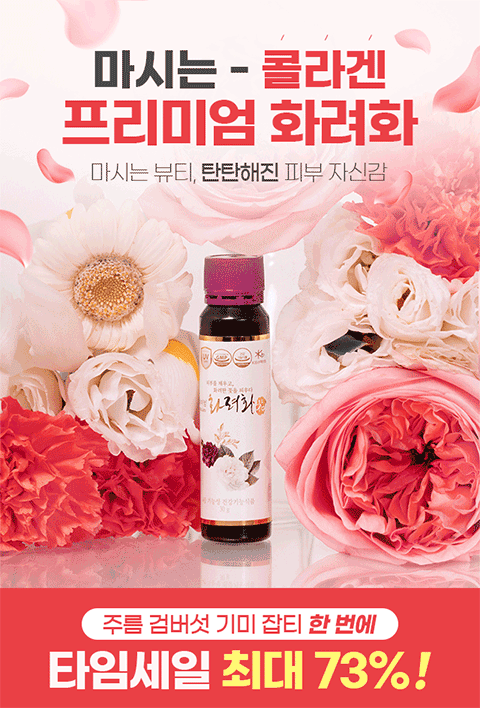 마시는 - 콜라겐
프리미엄 화려화
마시는 뷰티, 탄탄해진 피부 자신감
화려화
주름 검버섯 기미 잡티 한 번에
타임세일 최대 73%!